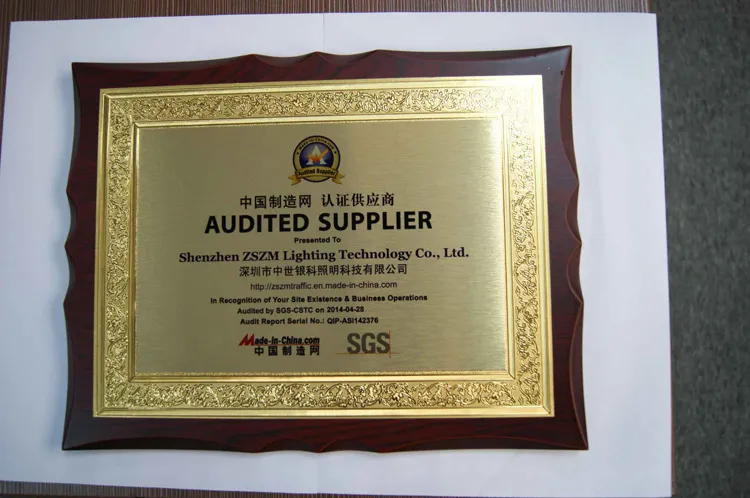 Audited Supplier
中国制造网 认证供应商
AUDITED SUPPLIER
Presented To
Shenzhen ZSZM Lighting Technology Co., Ltd.
深圳市中世银科照明科技有限公司
http://zszmtraffic.en.made-in-china.com
In Recognition of Your Site Existence & Business Operations
Audited by SGS-CSTC on 2014-04-28
Audit Report Serial No.: QIP-ASI142376
Made-in-China.com
中国制造网
SGS